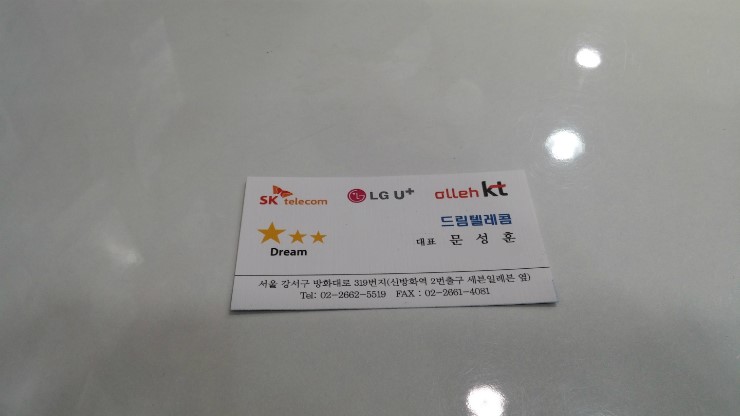 SK telecom LG U+ olleh kt
드림텔레콤
Dream 대표 문 성 훈
서울 강서구 방화대로 319번지(신방화역 2번출구 세븐일레븐 옆)
Tel: 02-2662-5519 FAX : 02-2661-4081